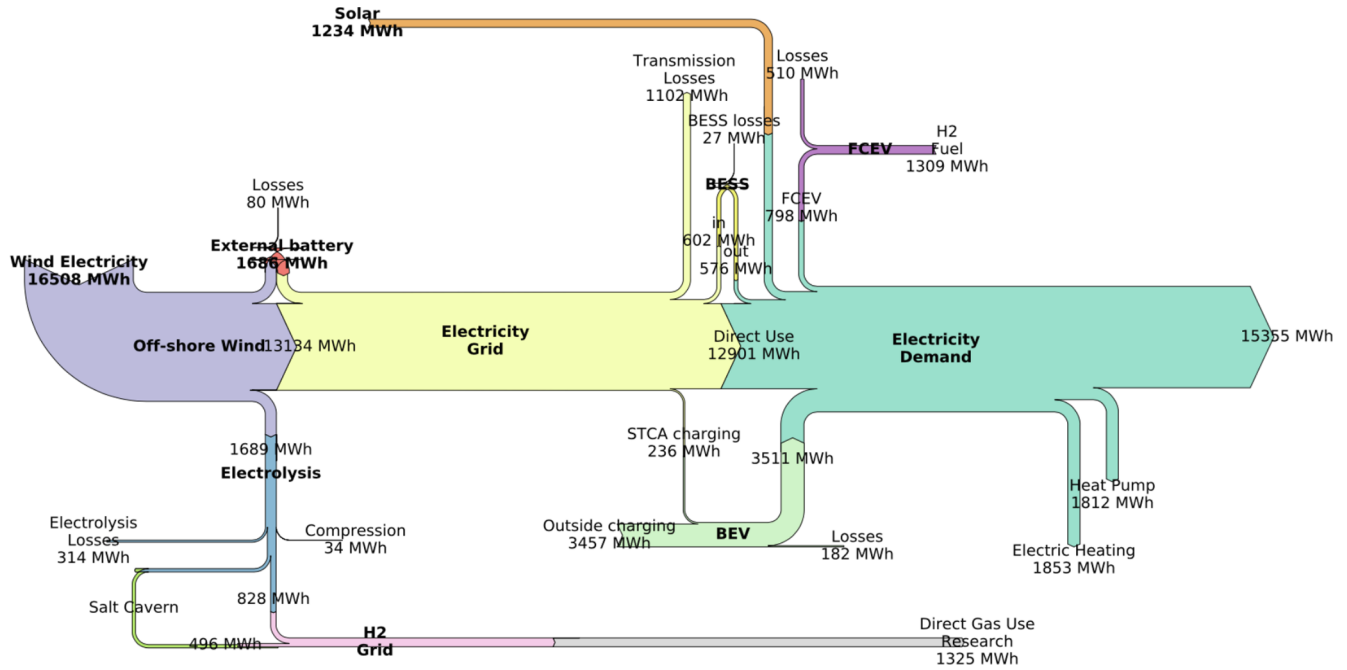 Solar
1234 MWh
Transmission
Losses
1102 MWh
Losses
510 MWh
BESS losses
27 MWh
FCEV
H2
Fuel
1309 MWh
BESS
Losses
80 MWh
FCEV
798 MWh
in
602 MWh
out
576 MWh
External battery
1686 MWh
Wind Electricity
16508 MWh
Off-shore Wind
13134 MWh
Electricity
Grid
Direct Use
12901 MWh
Electricity
Demand
15355 MWh
1689 MWh
Electrolysis
STCA charging
236 MWh
3511 MWh
Heat Pump
1812 MWh
Electrolysis
Losses
314 MWh
Compression
34 MWh
Outside charging
3457 MWh
BEV
Losses
182 MWh
Electric Heating
1853 MWh
Salt Cavern
828 MWh
496 MWh
H2
Grid
Direct Gas Use
Research
1325 MWh